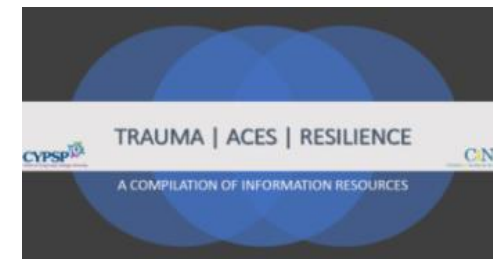 TRAUMA | ACES | RESILIENCE
CYPSP
A COMPILATION OF INFORMATION RESOURCES